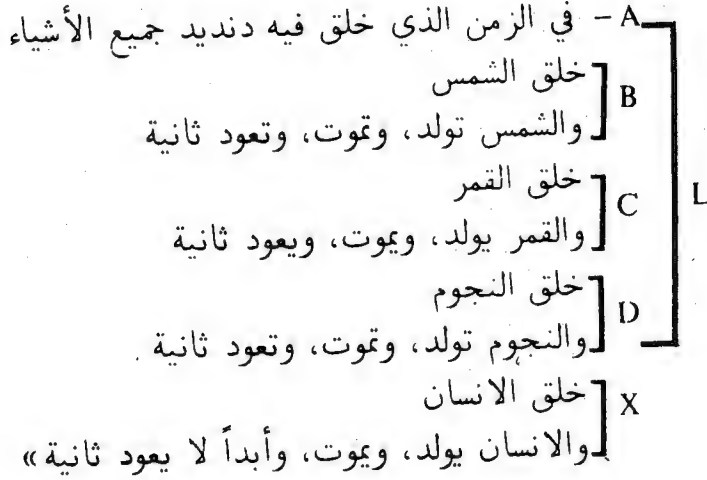 A – في الزمن الذي خلق فيه دنديد جميع الأشياء
خلق الشمس
B
والشمس تولد، وتموت، وتعود ثانية
خلق القمر
C
L
والقمر يولد، ويموت، ويعود ثانية
خلق النجوم
D
والنجوم تولد، وتموت، وتعود ثانية
خلق الانسان
X
والانسان يولد، ويموت، وأبداً لا يعود ثانية»